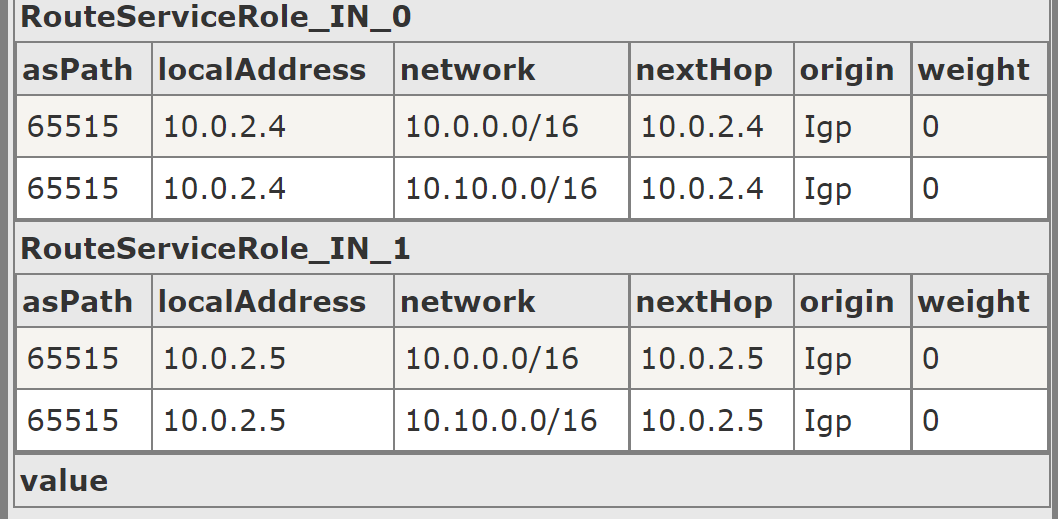 RouteServiceRole_IN_0
asPath localAddress network nextHop origin weight
65515 10.0.2.4 10.0.0.0/16 10.0.2.4 Igp 0
65515 10.0.2.4 10.10.0.0/16 10.0.2.4 Igp 0
RouteServiceRole_IN_1
asPath localAddress network nextHop origin weight
65515 10.0.2.5 10.0.0.0/16 10.0.2.5 Igp 0
65515 10.0.2.5 10.10.0.0/16 10.0.2.5 Igp 0
value